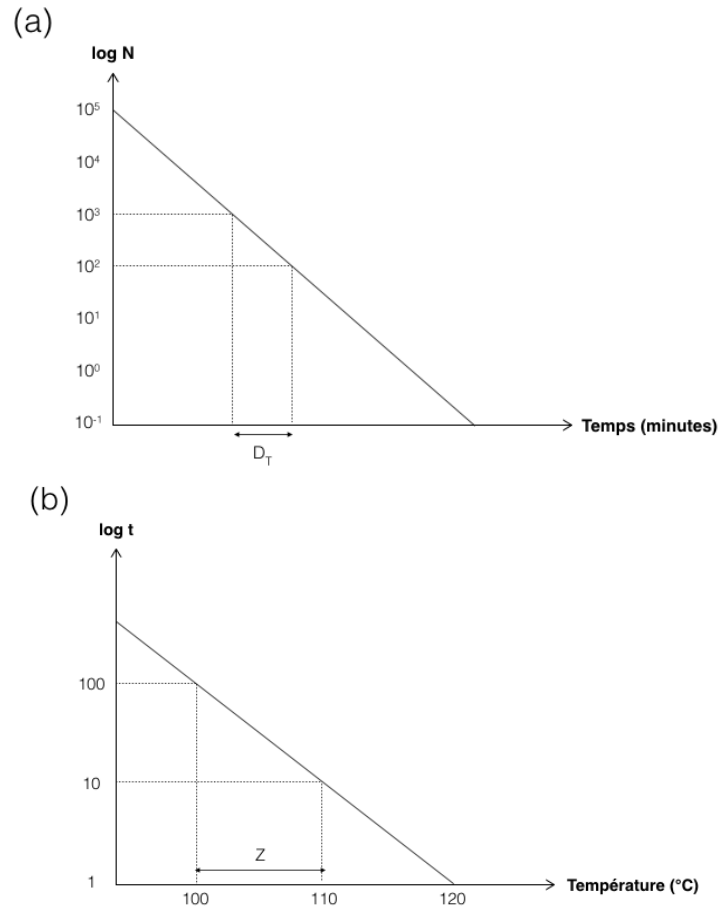 (a)
log N
10⁵
10⁴
10³
10²
10¹
10⁰
10⁻¹
Temps (minutes)
D_T
(b)
log t
100
10
Z
1
Température (°C)
100 110 120